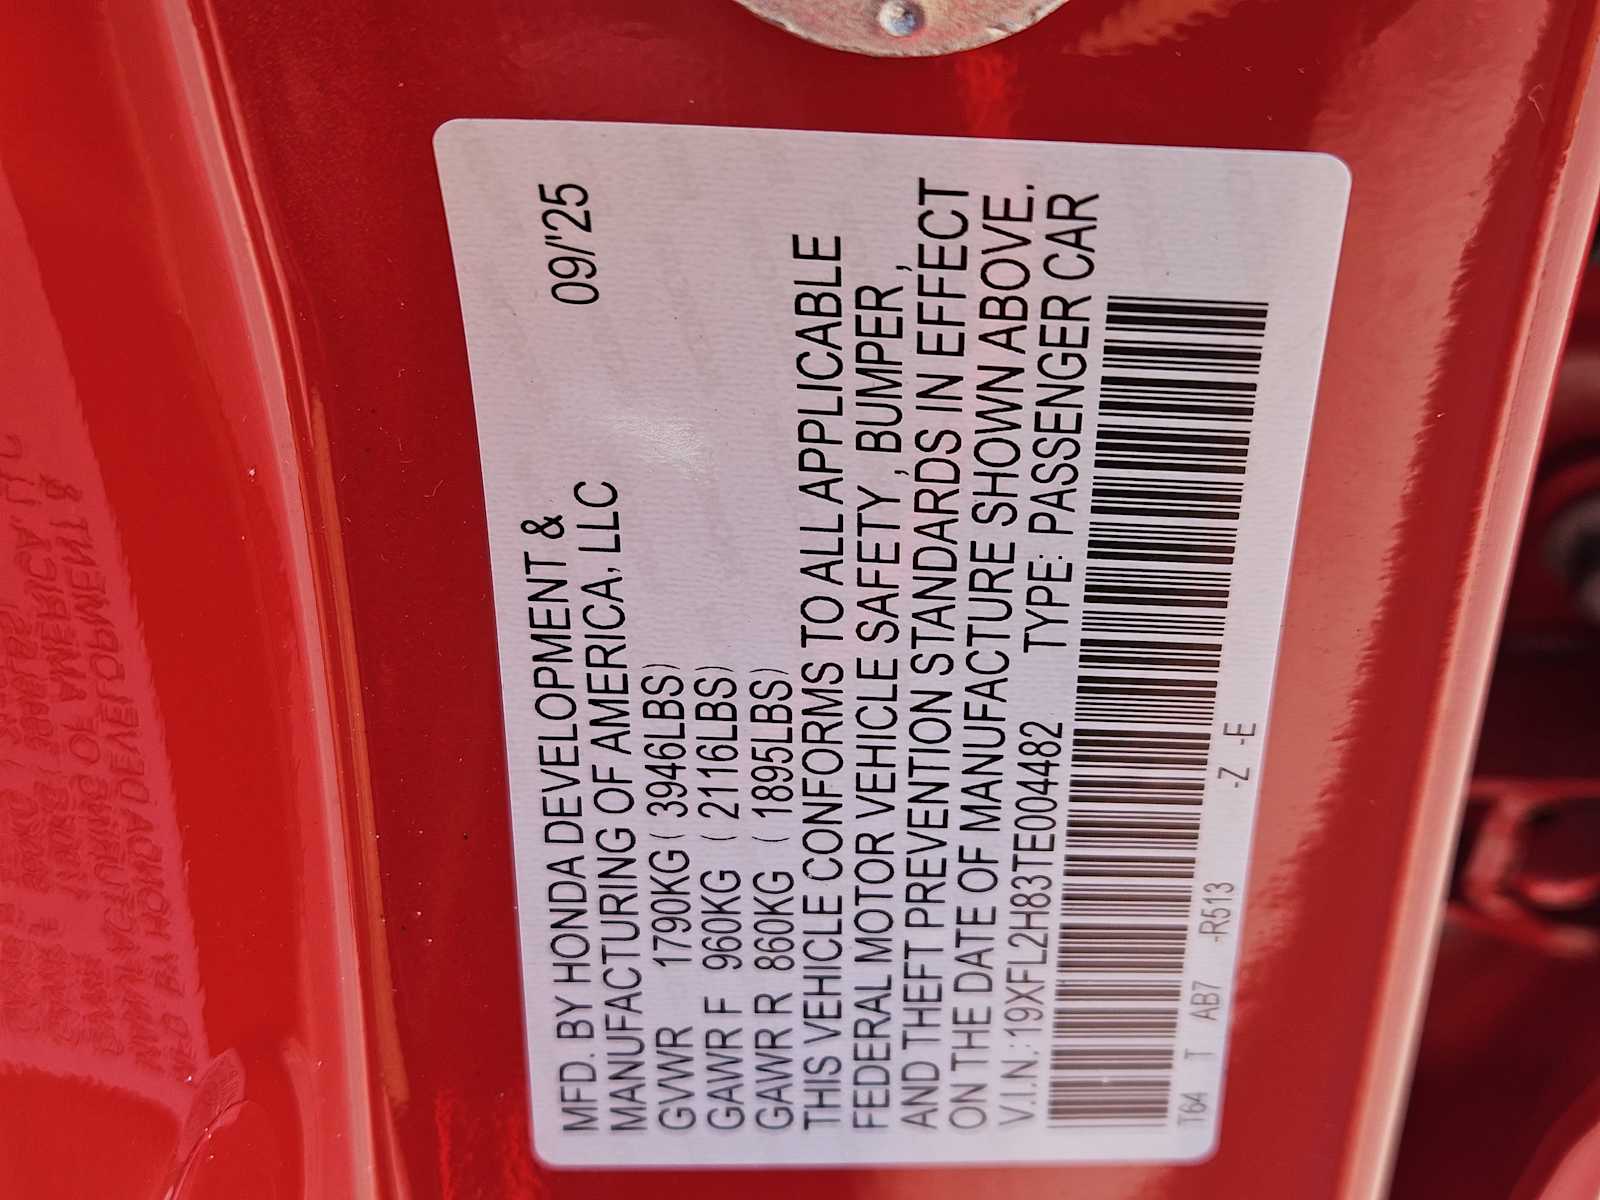 MFD. BY HONDA DEVELOPMENT & 09/'25
MANUFACTURING OF AMERICA, LLC
GVWR 1790KG ( 3946LBS)
GAWR F 960KG ( 2116LBS)
GAWR R 860KG ( 1895LBS)
THIS VEHICLE CONFORMS TO ALL APPLICABLE
FEDERAL MOTOR VEHICLE SAFETY , BUMPER ,
AND THEFT PREVENTION STANDARDS IN EFFECT
ON THE DATE OF MANUFACTURE SHOWN ABOVE.
V.I.N.: 19XFL2H83TE004482 TYPE: PASSENGER CAR
T64 T AB7 -R513 -Z -E